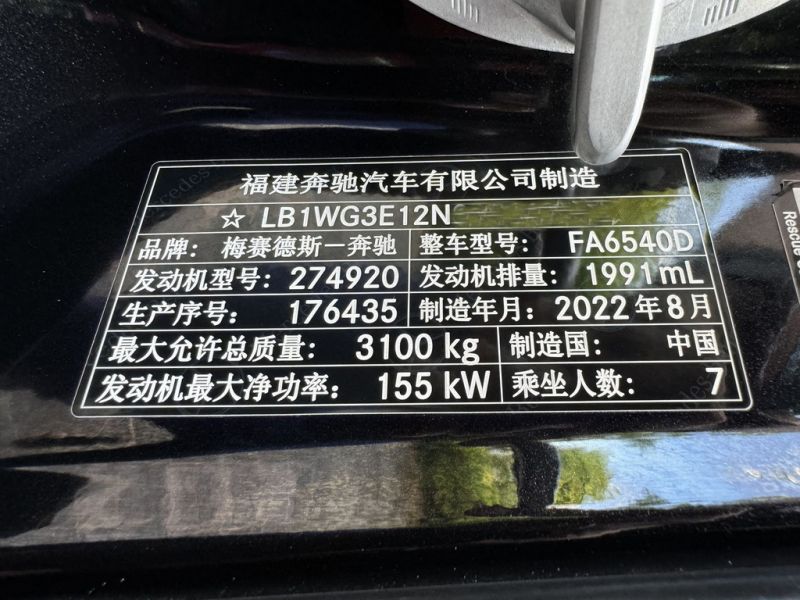 福建奔驰汽车有限公司制造
☆ LB1WG3E12N
品牌：梅赛德斯－奔驰 整车型号：FA6540D
发动机型号：274920 发动机排量：1991mL
生产序号：176435 制造年月：2022年8月
最大允许总质量：3100 kg 制造国：中国
发动机最大净功率：155 kW 乘坐人数：7
Rescue